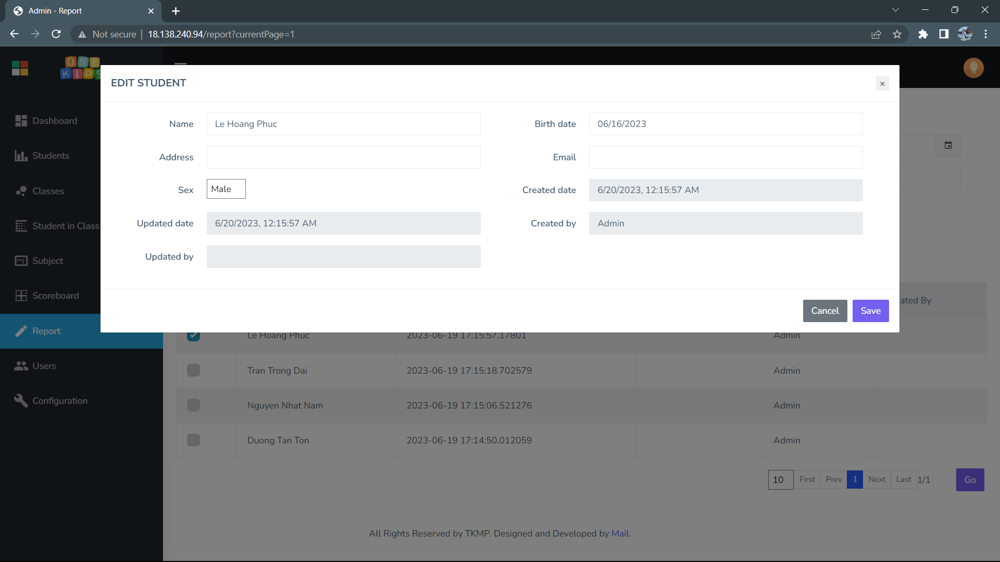 Admin - Report
Not secure
18.138.240.94/report?currentPage=1
ONE
KIDS
EDIT STUDENT
×
Name
Le Hoang Phuc
Birth date
06/16/2023
Address
Email
Sex
Male
Created date
6/20/2023, 12:15:57 AM
Updated date
6/20/2023, 12:15:57 AM
Created by
Admin
Updated by
Cancel
Save
Dashboard
Students
Classes
Student in Class
Subject
Scoreboard
Report
Users
Configuration
ated By
Le Hoang Phuc 2023-06-19 17:15:57.17801 Admin
Tran Trong Dai 2023-06-19 17:15:18.702579 Admin
Nguyen Nhat Nam 2023-06-19 17:15:06.521276 Admin
Duong Tan Ton 2023-06-19 17:14:50.012059 Admin
10 First Prev 1 Next Last 1/1 Go
All Rights Reserved by TKMP. Designed and Developed by Mail.